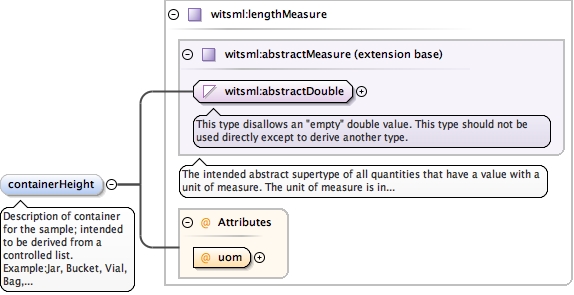 witsml:lengthMeasure
witsml:abstractMeasure (extension base)
witsml:abstractDouble
This type disallows an "empty" double value. This type should not be
used directly except to derive another type.
The intended abstract supertype of all quantities that have a value with a
unit of measure. The unit of measure is in...
containerHeight
Description of container
for the sample; intended
to be derived from a
controlled list.
Example:Jar, Bucket, Vial,
Bag,...
@ Attributes
@ uom